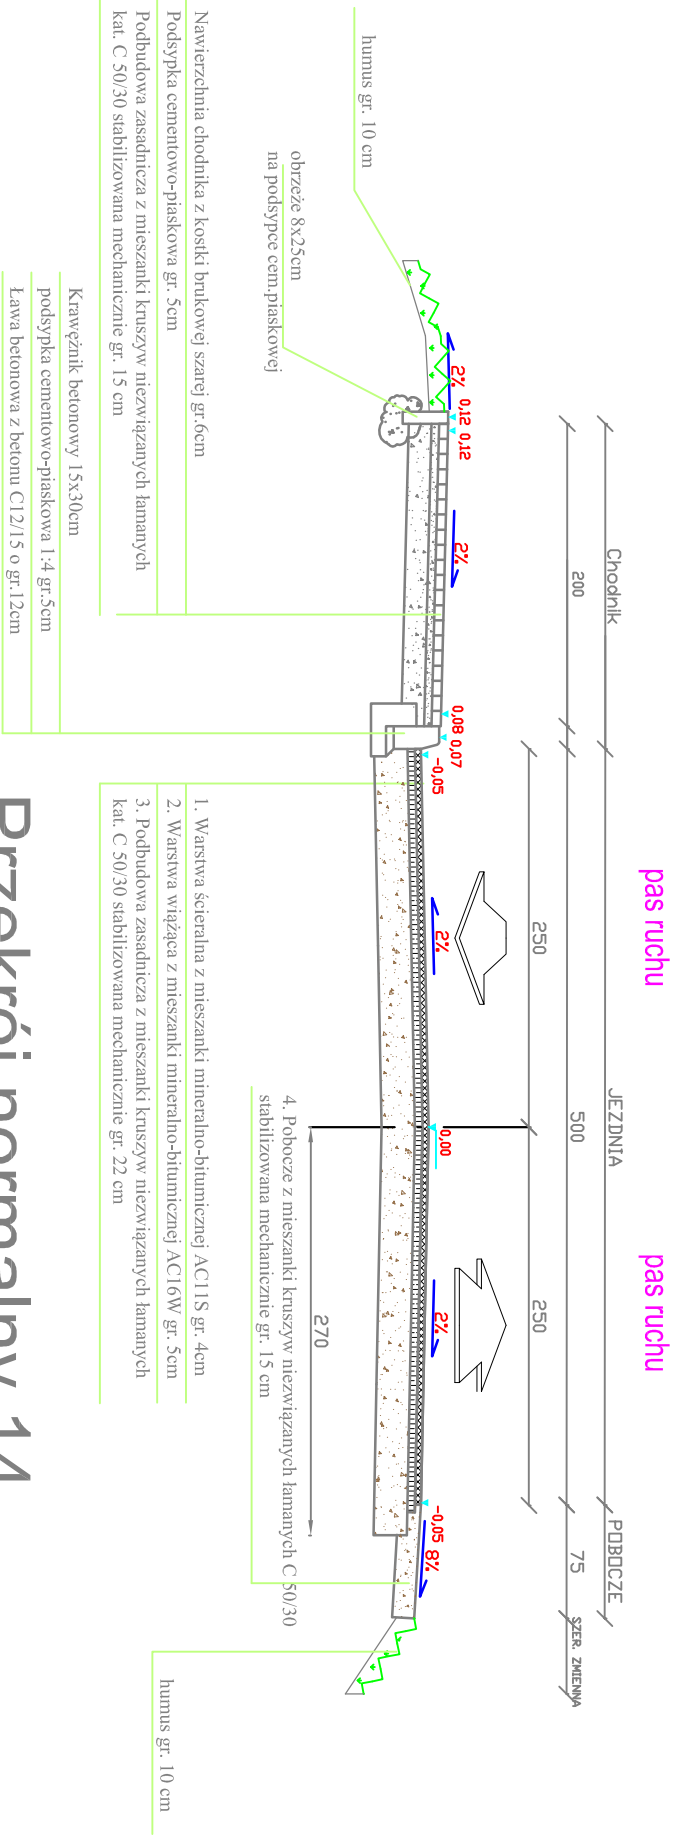 pas ruchu
pas ruchu
Chodnik
JEZDNIA
POBOCZE
200
500
75
SZER. ZMIENNA
250
250
2%
0,12
0,12
2%
0,08
0,07
-0,05
2%
0,00
2%
-0,05
8%
humus gr. 10 cm
obrzeże 8x25cm
na podsypce cem.piaskowej
270
4. Pobocze z mieszanki kruszyw niezwiązanych łamanych C 50/30
stabilizowana mechanicznie gr. 15 cm
Nawierzchnia chodnika z kostki brukowej szarej gr.6cm
Podsypka cementowo-piaskowa gr. 5cm
Podbudowa zasadnicza z mieszanki kruszyw niezwiązanych łamanych
kat. C 50/30 stabilizowana mechanicznie gr. 15 cm
1. Warstwa ścieralna z mieszanki mineralno-bitumicznej AC11S gr. 4cm
2. Warstwa wiążąca z mieszanki mineralno-bitumicznej AC16W gr. 5cm
3. Podbudowa zasadnicza z mieszanki kruszyw niezwiązanych łamanych
kat. C 50/30 stabilizowana mechanicznie gr. 22 cm
humus gr. 10 cm
Krawężnik betonowy 15x30cm
podsypka cementowo-piaskowa 1:4 gr.5cm
Ława betonowa z betonu C12/15 o gr.12cm
Przekrój normalny 14